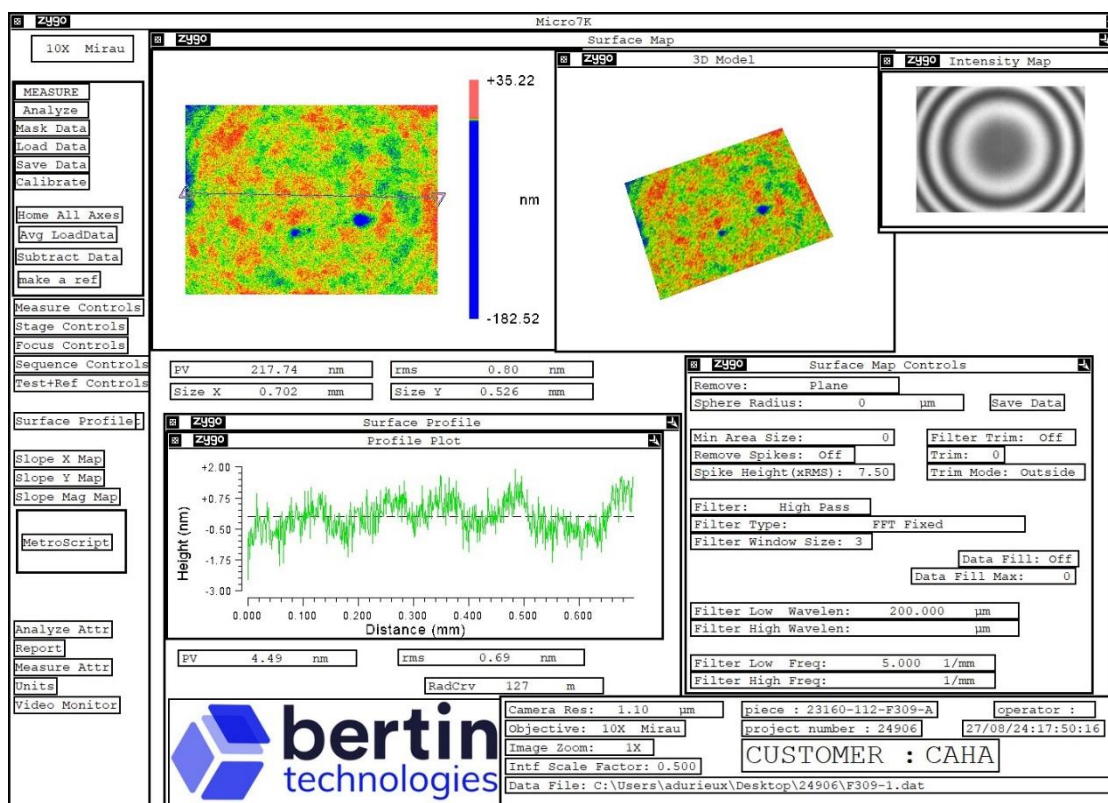 zygo Micro7K
10X Mirau
MEASURE
Analyze
Mask Data
Load Data
Save Data
Calibrate
Home All Axes
Avg LoadData
Subtract Data
make a ref
Measure Controls
Stage Controls
Focus Controls
Sequence Controls
Test+Ref Controls
Surface Profile
Slope X Map
Slope Y Map
Slope Mag Map
MetroScript
Analyze Attr
Report
Measure Attr
Units
Video Monitor
zygo Surface Map
+35.22
nm
-182.52
zygo 3D Model
zygo Intensity Map
PV 217.74 nm
rms 0.80 nm
Size X 0.702 mm
Size Y 0.526 mm
zygo Surface Profile
zygo Profile Plot
+2.00
+0.75
-0.50
-1.75
-3.00
Height (nm)
0.000 0.100 0.200 0.300 0.400 0.500 0.600
Distance (mm)
PV 4.49 nm
rms 0.69 nm
RadCrv 127 m
zygo Surface Map Controls
Remove: Plane
Sphere Radius: 0 µm
Save Data
Min Area Size: 0
Filter Trim: Off
Remove Spikes: Off
Trim: 0
Spike Height(xRMS): 7.50
Trim Mode: Outside
Filter: High Pass
Filter Type: FFT Fixed
Filter Window Size: 3
Data Fill: Off
Data Fill Max: 0
Filter Low Wavelen: 200.000 µm
Filter High Wavelen: µm
Filter Low Freq: 5.000 1/mm
Filter High Freq: 1/mm
bertin
technologies
Camera Res: 1.10 µm
Objective: 10X Mirau
Image Zoom: 1X
Intf Scale Factor: 0.500
Data File: C:\Users\adurieux\Desktop\24906\F309-1.dat
piece : 23160-112-F309-A
operator :
project number : 24906
27/08/24:17:50:16
CUSTOMER : CAHA